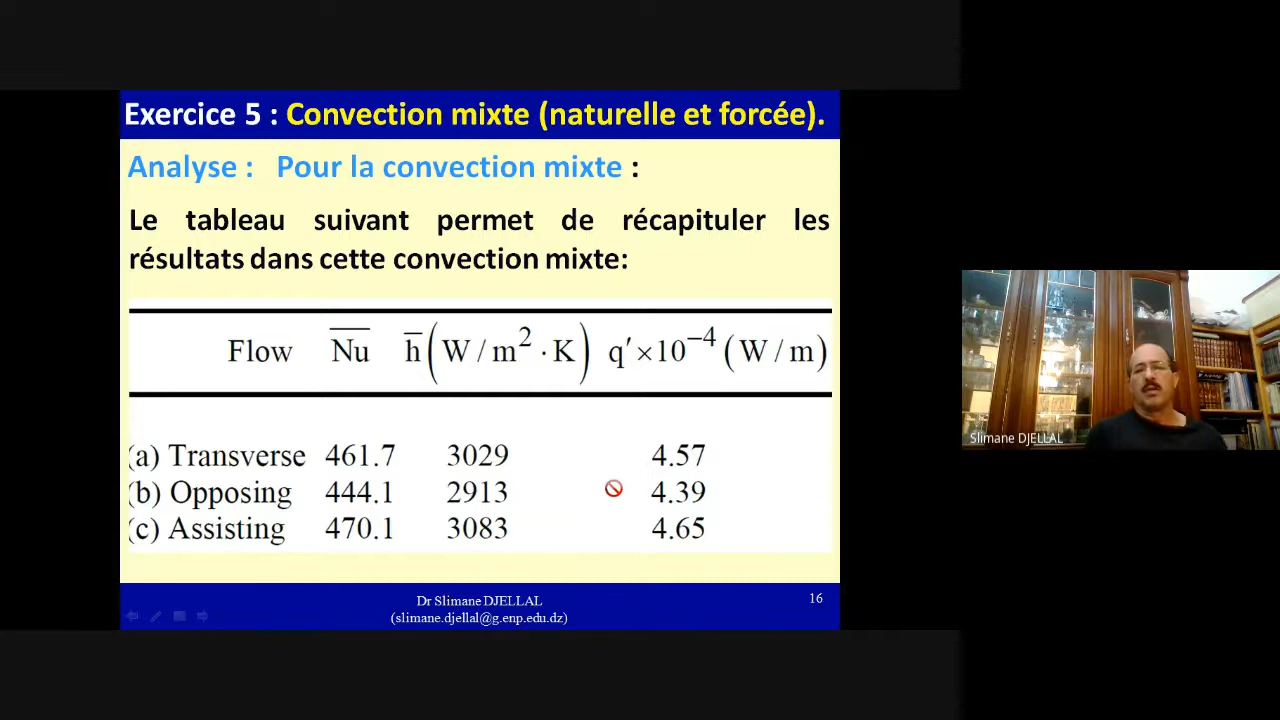 Exercice 5 : Convection mixte (naturelle et forcée).
Analyse : Pour la convection mixte :
Le tableau suivant permet de récapituler les
résultats dans cette convection mixte:
Flow N̅u̅ h̅ (W / m² · K) q′×10⁻⁴ (W / m)
(a) Transverse 461.7 3029 4.57
(b) Opposing 444.1 2913 4.39
(c) Assisting 470.1 3083 4.65
Dr Slimane DJELLAL
(slimane.djellal@g.enp.edu.dz)
16
Slimane DJELLAL